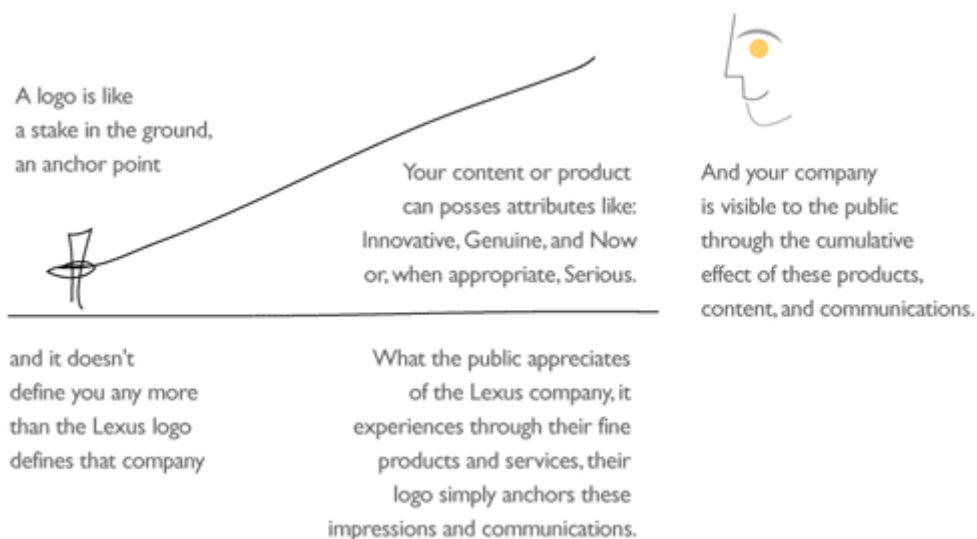 A logo is like
a stake in the ground,
an anchor point
Your content or product
can posses attributes like:
Innovative, Genuine, and Now
or, when appropriate, Serious.
And your company
is visible to the public
through the cumulative
effect of these products,
content, and communications.
and it doesn't
define you any more
than the Lexus logo
defines that company
What the public appreciates
of the Lexus company, it
experiences through their fine
products and services, their
logo simply anchors these
impressions and communications.